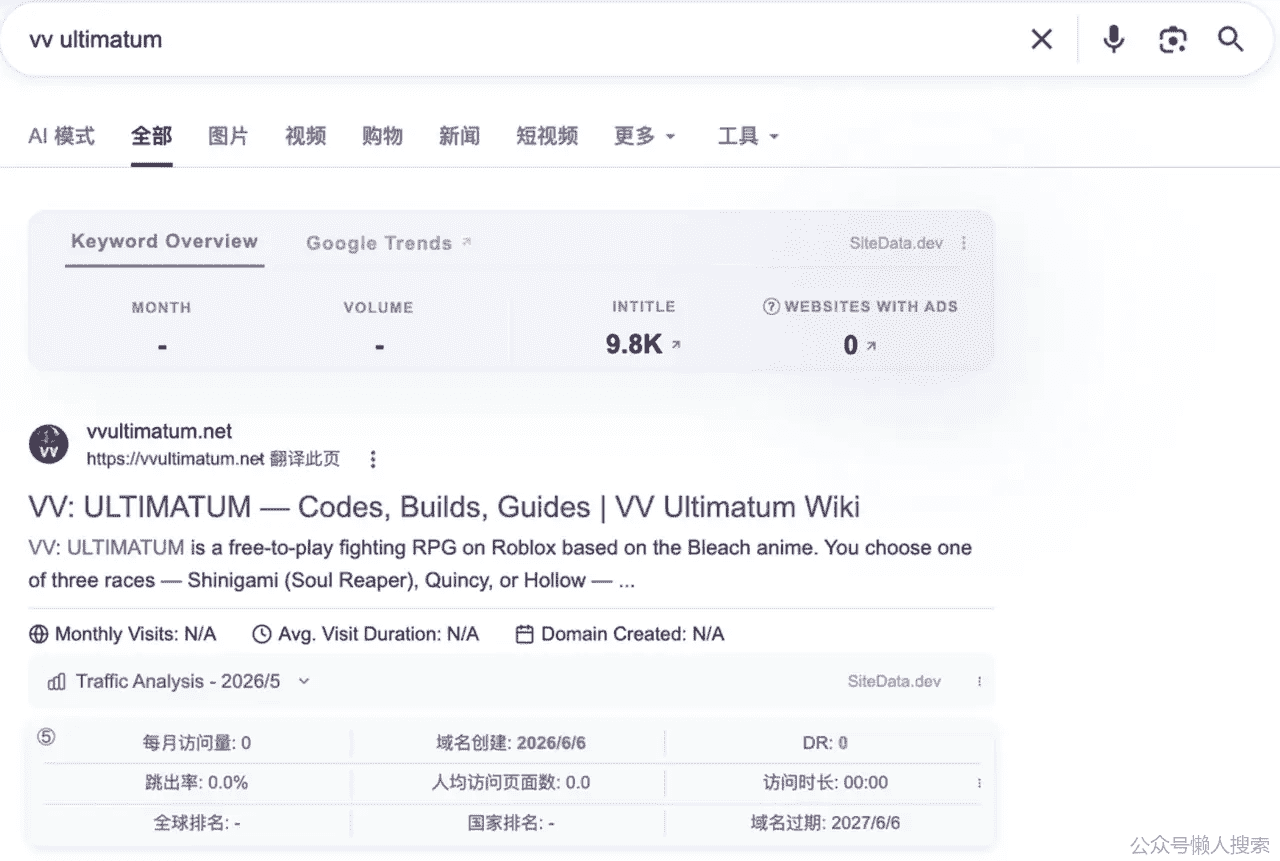 vv ultimatum
AI 模式 全部 图片 视频 购物 新闻 短视频 更多 工具
Keyword Overview Google Trends SiteData.dev
MONTH VOLUME INTITLE ? WEBSITES WITH ADS
- - 9.8K 0
vvultimatum.net
https://vvultimatum.net 翻译此页
VV
VV: ULTIMATUM — Codes, Builds, Guides | VV Ultimatum Wiki
VV: ULTIMATUM is a free-to-play fighting RPG on Roblox based on the Bleach anime. You choose one
of three races — Shinigami (Soul Reaper), Quincy, or Hollow — ...
Monthly Visits: N/A Avg. Visit Duration: N/A Domain Created: N/A
Traffic Analysis - 2026/5 SiteData.dev
⑤ 每月访问量: 0 域名创建: 2026/6/6 DR: 0
跳出率: 0.0% 人均访问页面数: 0.0 访问时长: 00:00
全球排名: - 国家排名: - 域名过期: 2027/6/6
公众号懒人搜索